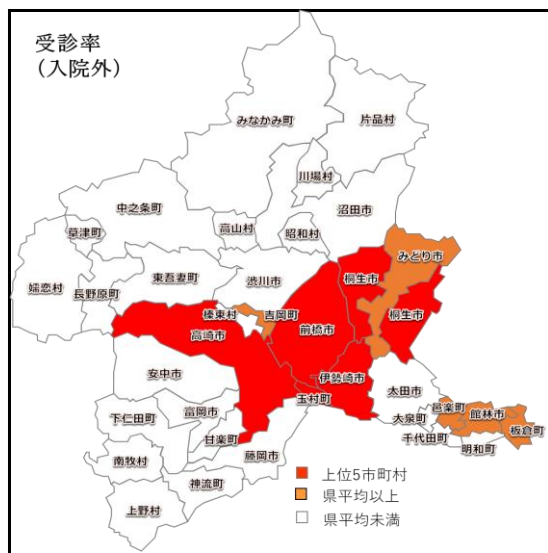 受診率
(入院外)
みなかみ町
片品村
川場村
中之条町
沼田市
草津町
高山村
昭和村
みどり市
嬬恋村
東吾妻町
渋川市
桐生市
長野原町
榛東村
吉岡町
桐生市
高崎市
前橋市
安中市
伊勢崎市
玉村町
太田市
下仁田町
富岡市
邑楽町
館林市
大泉町
板倉町
甘楽町
千代田町
明和町
南牧村
藤岡市
神流町
上野村
上位5市町村
県平均以上
県平均未満